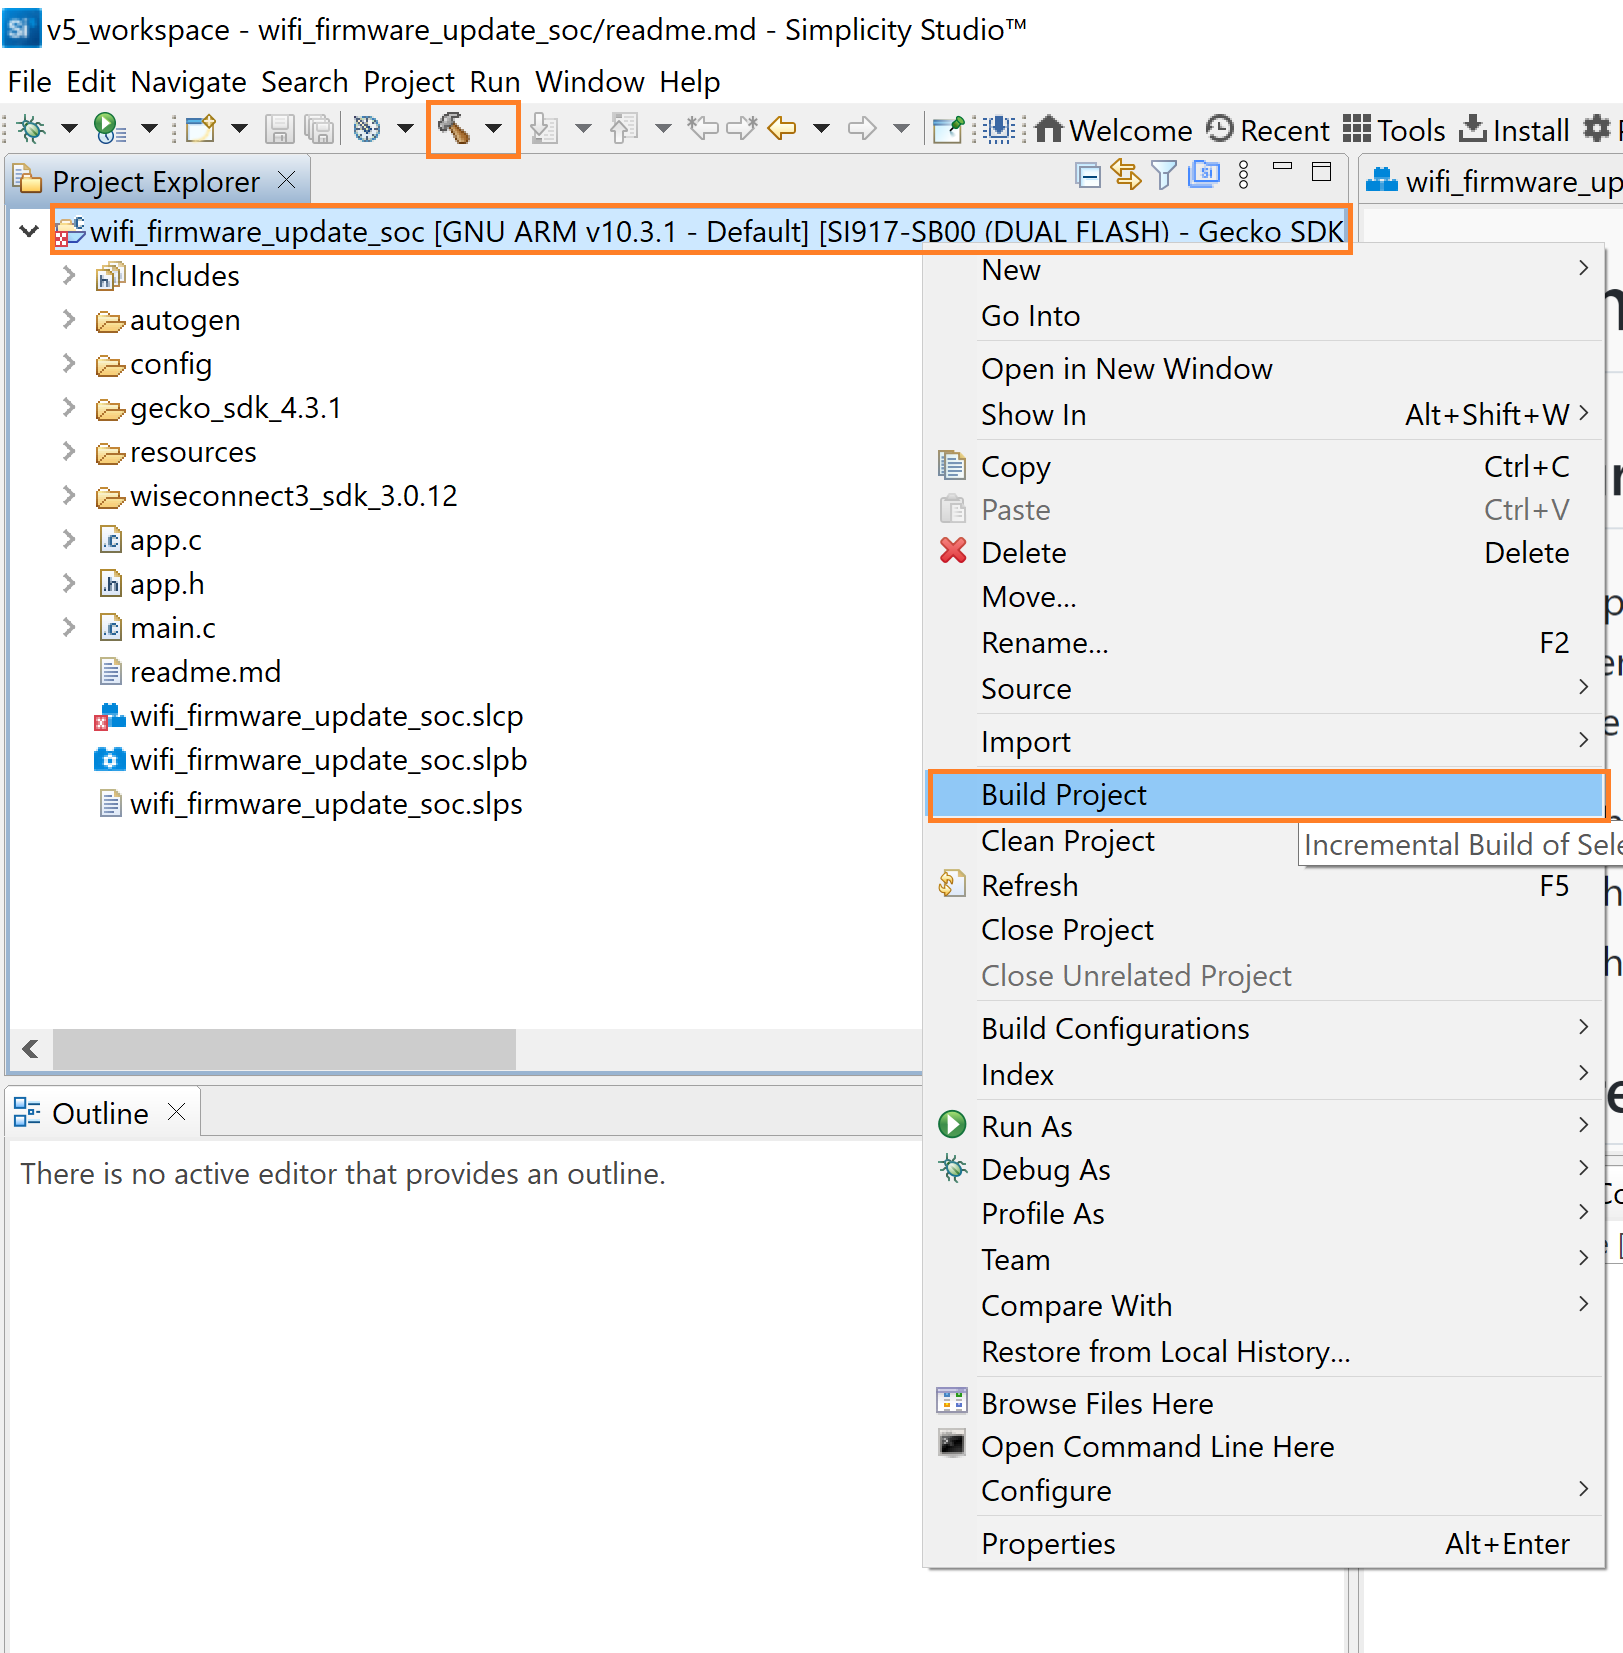 v5_workspace - wifi_firmware_update_soc/readme.md - Simplicity Studio™
File Edit Navigate Search Project Run Window Help
Welcome Recent Tools Install
Project Explorer
wifi_firmware_up
wifi_firmware_update_soc [GNU ARM v10.3.1 - Default] [SI917-SB00 (DUAL FLASH) - Gecko SDK
Includes
autogen
config
gecko_sdk_4.3.1
resources
wiseconnect3_sdk_3.0.12
app.c
app.h
main.c
readme.md
wifi_firmware_update_soc.slcp
wifi_firmware_update_soc.slpb
wifi_firmware_update_soc.slps
New
Go Into
Open in New Window
Show In Alt+Shift+W
Copy Ctrl+C
Paste Ctrl+V
Delete Delete
Move...
Rename... F2
Source
Import
Build Project
Incremental Build of Sele
Clean Project
Refresh F5
Close Project
Close Unrelated Project
Build Configurations
Index
Run As
Debug As
Profile As
Team
Compare With
Restore from Local History...
Browse Files Here
Open Command Line Here
Configure
Properties Alt+Enter
Outline
There is no active editor that provides an outline.